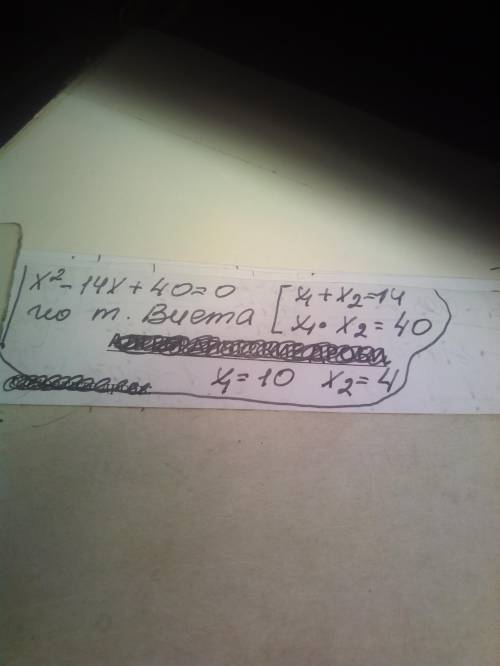 x²-14x+40=0
по т. Виета [x₁+x₂=14
x₁·x₂=40
x₁=10 x₂=4